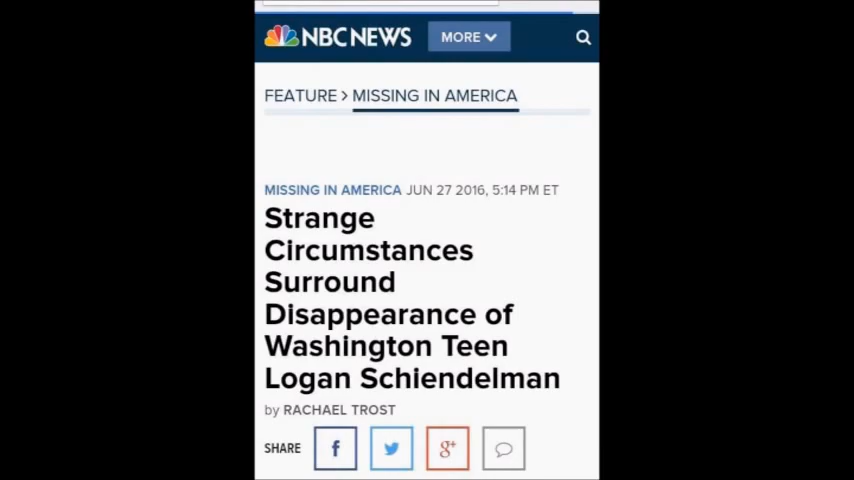 NBC NEWS MORE
FEATURE > MISSING IN AMERICA
MISSING IN AMERICA JUN 27 2016, 5:14 PM ET
Strange
Circumstances
Surround
Disappearance of
Washington Teen
Logan Schiendelman
by RACHAEL TROST
SHARE f g+